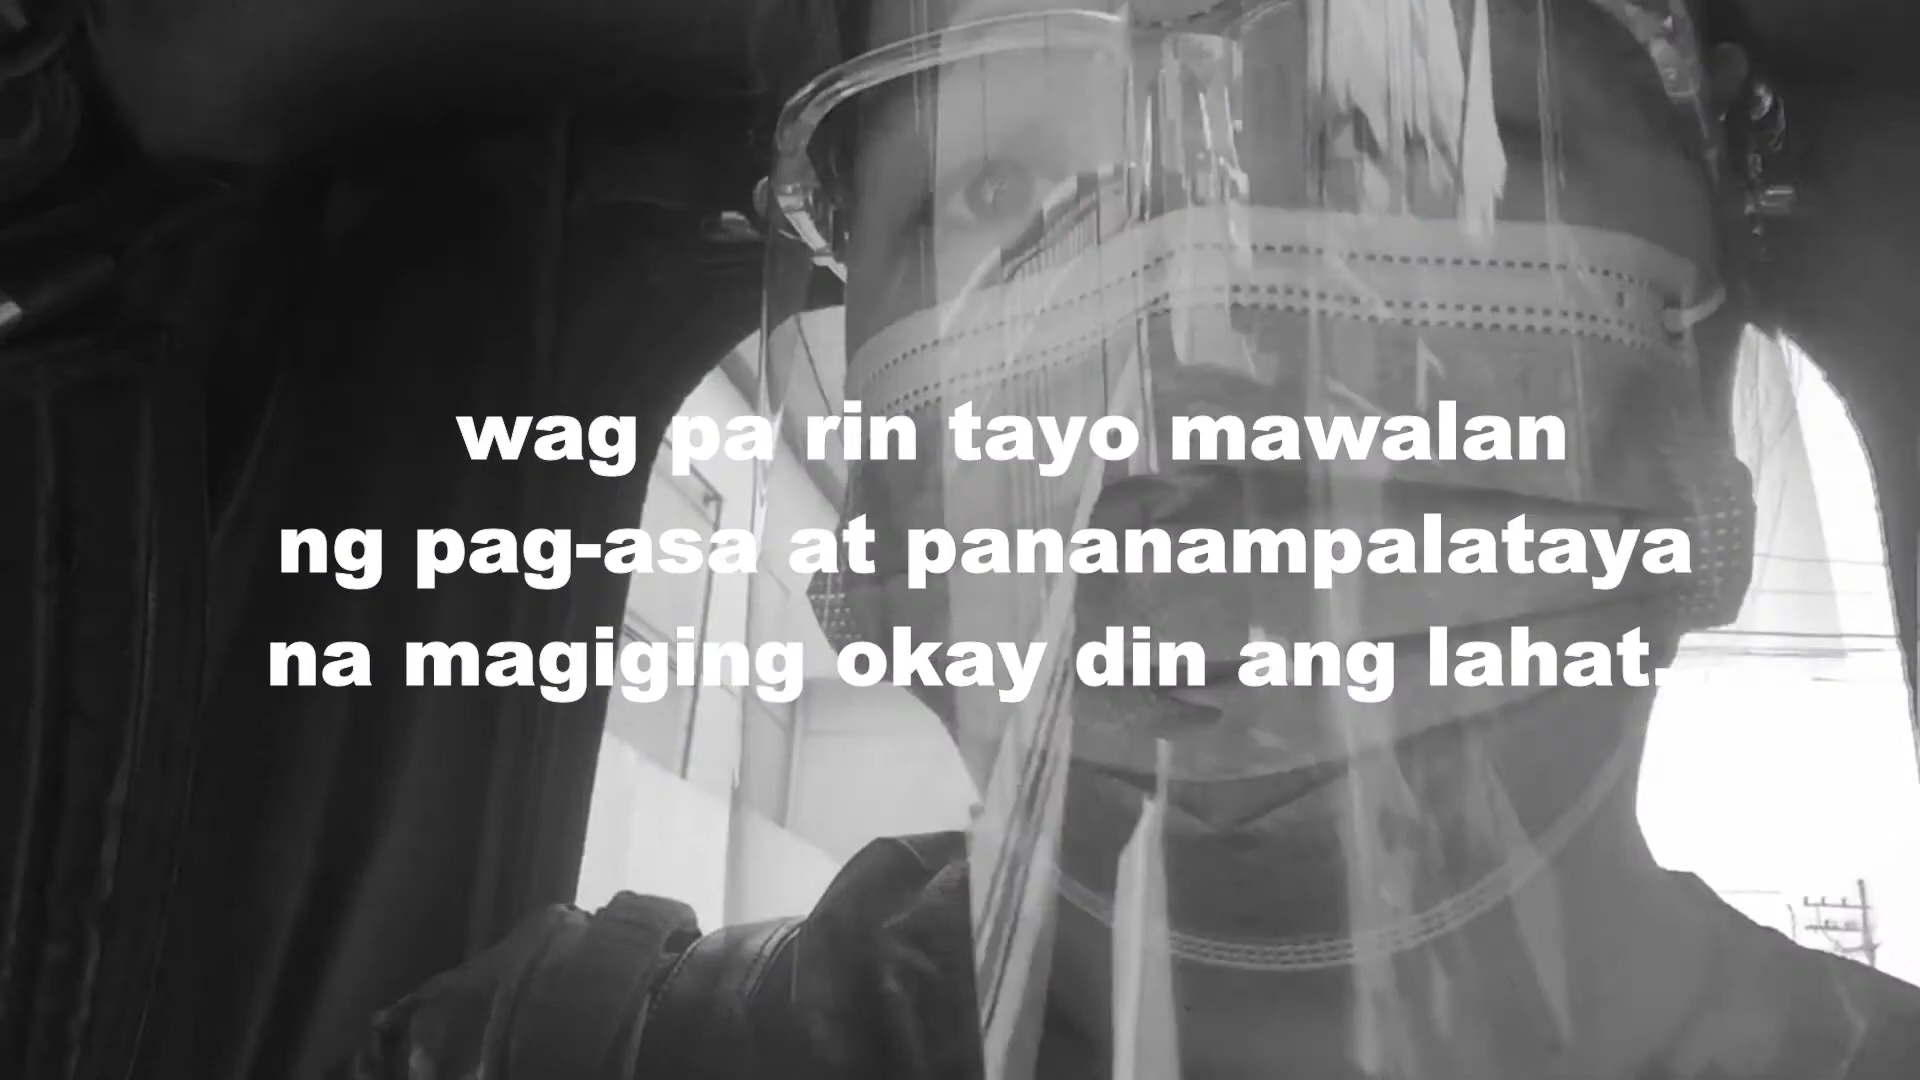 wag pa rin tayo mawalan
ng pag-asa at pananampalataya
na magiging okay din ang lahat.